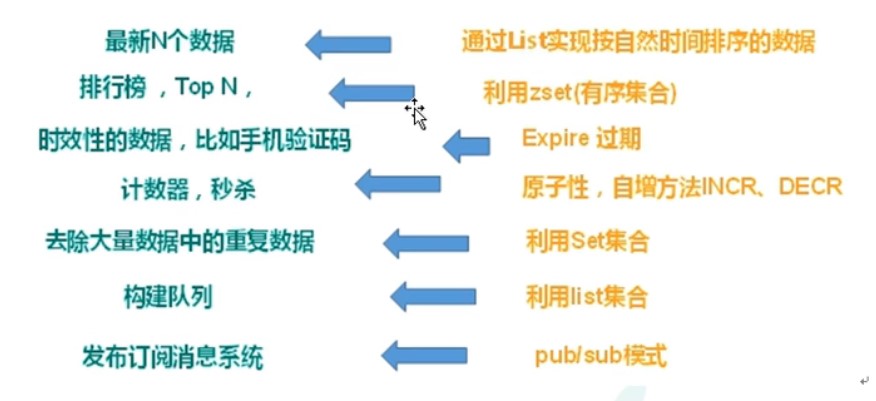 最新N个数据 通过List实现按自然时间排序的数据
排行榜，Top N， 利用zset(有序集合)
时效性的数据，比如手机验证码 Expire 过期
计数器，秒杀 原子性，自增方法INCR、DECR
去除大量数据中的重复数据 利用Set集合
构建队列 利用list集合
发布订阅消息系统 pub/sub模式